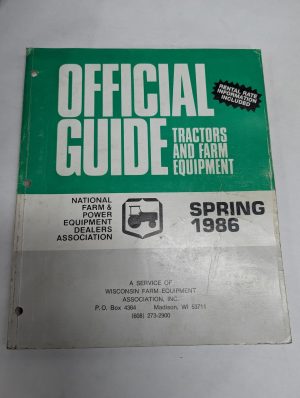 OFFICIAL
GUIDE
TRACTORS
AND FARM
EQUIPMENT
RENTAL RATE
INFORMATION
INCLUDED
NATIONAL
FARM &
POWER
EQUIPMENT
DEALERS
ASSOCIATION
SPRING
1986
A SERVICE OF
WISCONSIN FARM EQUIPMENT
ASSOCIATION, INC.
P.O. Box 4364 Madison, WI 53711
(608) 273-2900